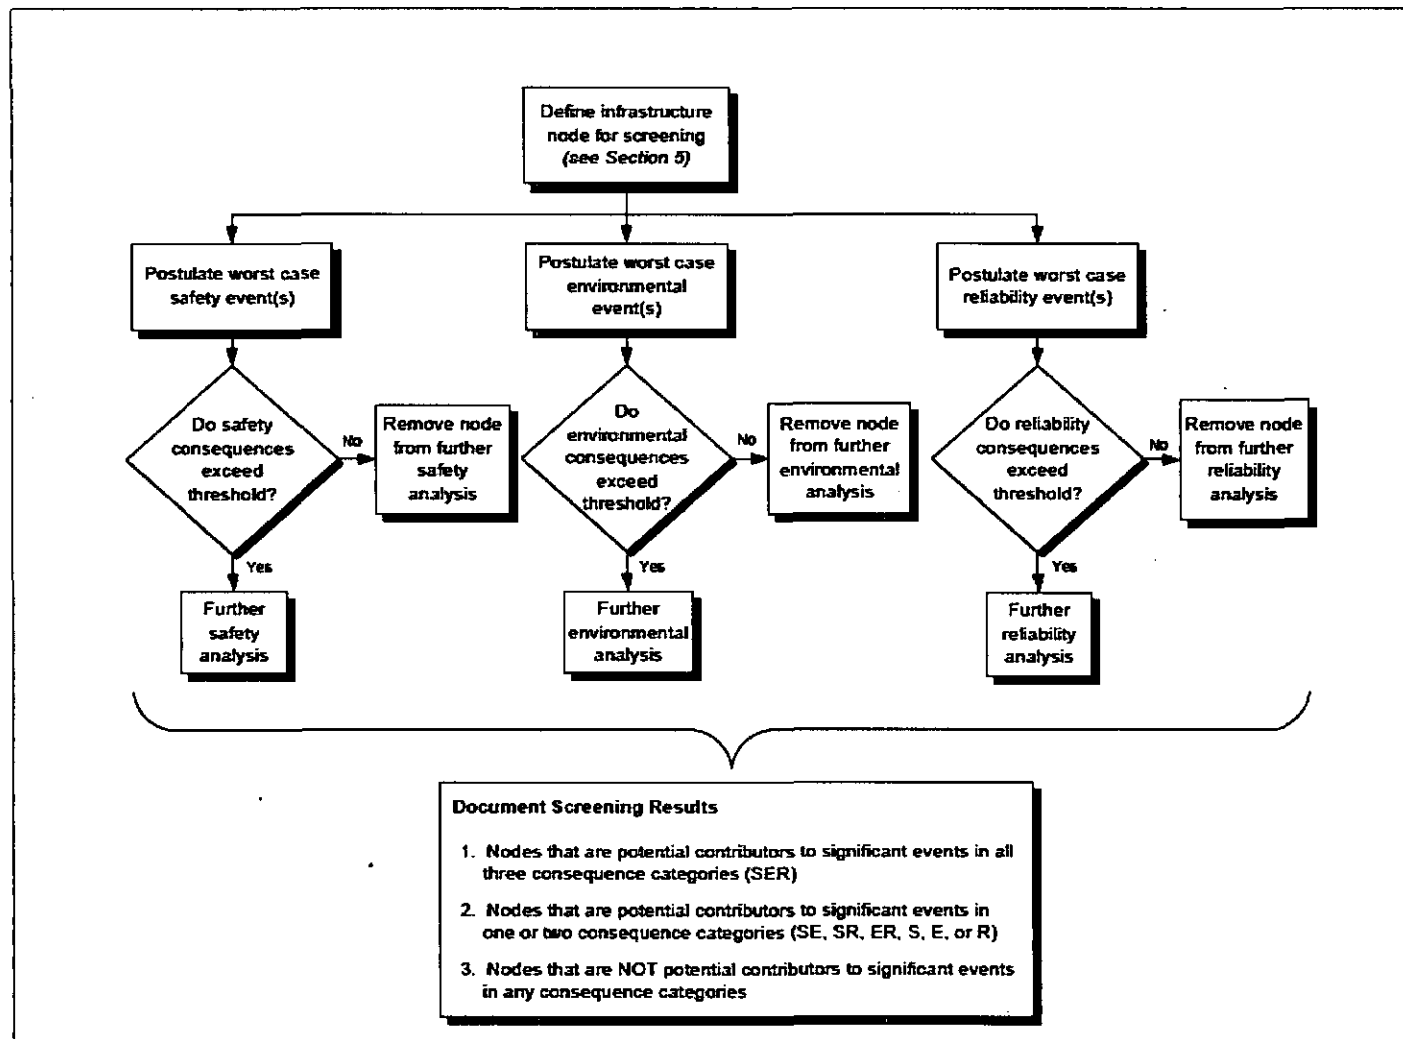 Define infrastructure
node for screening
(see Section 5)
Postulate worst case
safety event(s)
Postulate worst case
environmental
event(s)
Postulate worst case
reliability event(s)
Do safety
consequences
exceed
threshold?
No
Remove node
from further
safety
analysis
Do
environmental
consequences
exceed
threshold?
No
Remove node
from further
environmental
analysis
Do reliability
consequences
exceed
threshold?
No
Remove node
from further
reliability
analysis
Yes
Yes
Yes
Further
safety
analysis
Further
environmental
analysis
Further
reliability
analysis
Document Screening Results
1. Nodes that are potential contributors to significant events in all
three consequence categories (SER)
2. Nodes that are potential contributors to significant events in
one or two consequence categories (SE, SR, ER, S, E, or R)
3. Nodes that are NOT potential contributors to significant events
in any consequence categories